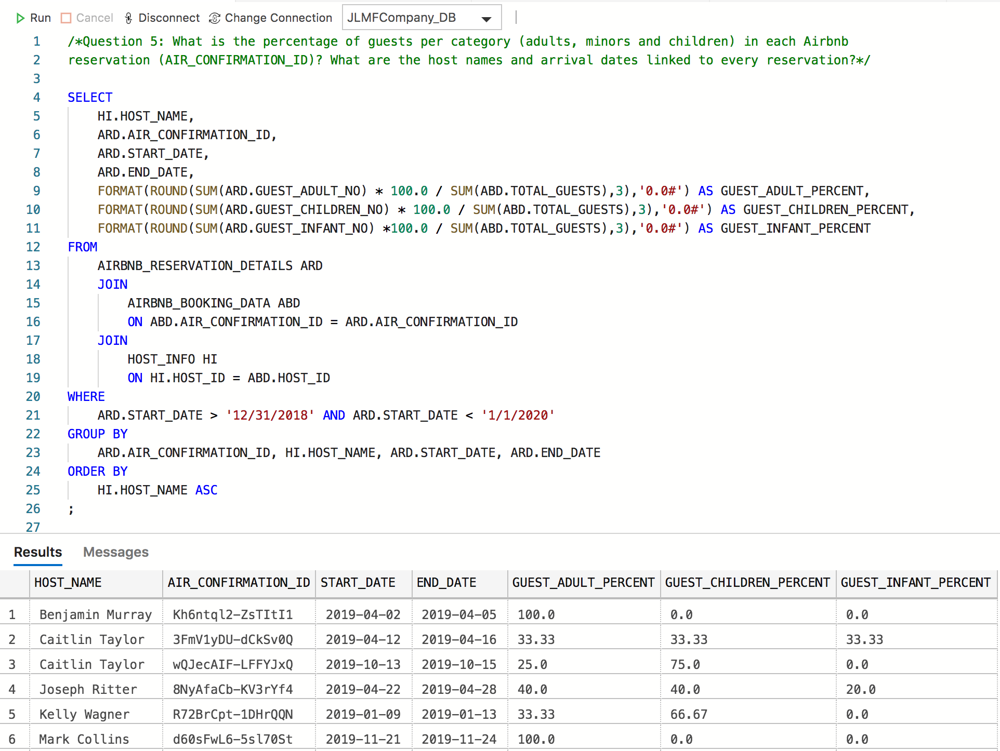 Run Cancel Disconnect Change Connection JLMFCompany_DB
1 /*Question 5: What is the percentage of guests per category (adults, minors and children) in each Airbnb
2 reservation (AIR_CONFIRMATION_ID)? What are the host names and arrival dates linked to every reservation?*/
3
4 SELECT
5 HI.HOST_NAME,
6 ARD.AIR_CONFIRMATION_ID,
7 ARD.START_DATE,
8 ARD.END_DATE,
9 FORMAT(ROUND(SUM(ARD.GUEST_ADULT_NO) * 100.0 / SUM(ABD.TOTAL_GUESTS),3),'0.0#') AS GUEST_ADULT_PERCENT,
10 FORMAT(ROUND(SUM(ARD.GUEST_CHILDREN_NO) * 100.0 / SUM(ABD.TOTAL_GUESTS),3),'0.0#') AS GUEST_CHILDREN_PERCENT,
11 FORMAT(ROUND(SUM(ARD.GUEST_INFANT_NO) *100.0 / SUM(ABD.TOTAL_GUESTS),3),'0.0#') AS GUEST_INFANT_PERCENT
12 FROM
13 AIRBNB_RESERVATION_DETAILS ARD
14 JOIN
15 AIRBNB_BOOKING_DATA ABD
16 ON ABD.AIR_CONFIRMATION_ID = ARD.AIR_CONFIRMATION_ID
17 JOIN
18 HOST_INFO HI
19 ON HI.HOST_ID = ABD.HOST_ID
20 WHERE
21 ARD.START_DATE > '12/31/2018' AND ARD.START_DATE < '1/1/2020'
22 GROUP BY
23 ARD.AIR_CONFIRMATION_ID, HI.HOST_NAME, ARD.START_DATE, ARD.END_DATE
24 ORDER BY
25 HI.HOST_NAME ASC
26 ;
27
Results Messages
HOST_NAME AIR_CONFIRMATION_ID START_DATE END_DATE GUEST_ADULT_PERCENT GUEST_CHILDREN_PERCENT GUEST_INFANT_PERCENT
1 Benjamin Murray Kh6ntql2-ZsTItI1 2019-04-02 2019-04-05 100.0 0.0 0.0
2 Caitlin Taylor 3FmV1yDU-dCkSv0Q 2019-04-12 2019-04-16 33.33 33.33 33.33
3 Caitlin Taylor wQJecAIF-LFFYJxQ 2019-10-13 2019-10-15 25.0 75.0 0.0
4 Joseph Ritter 8NyAfaCb-KV3rYf4 2019-04-22 2019-04-28 40.0 40.0 20.0
5 Kelly Wagner R72BrCpt-1DHrQQN 2019-01-09 2019-01-13 33.33 66.67 0.0
6 Mark Collins d60sFwL6-5sl70St 2019-11-21 2019-11-24 100.0 0.0 0.0